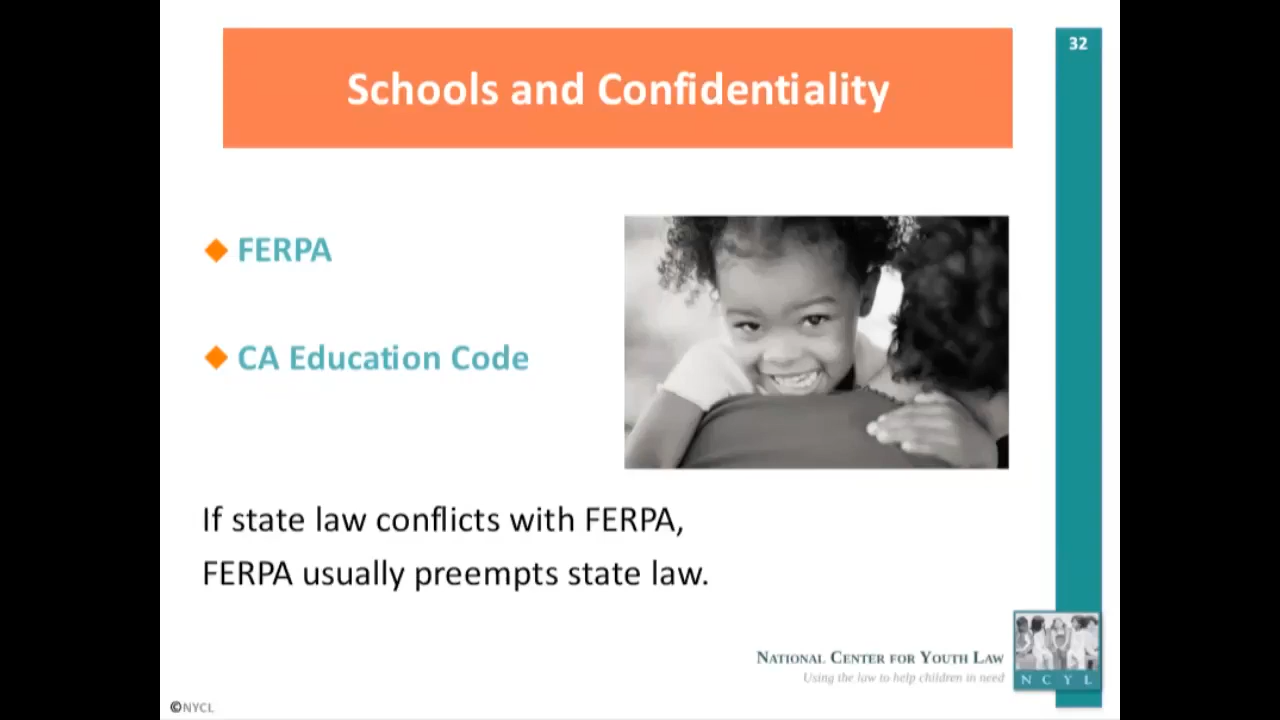 32
Schools and Confidentiality
FERPA
CA Education Code
If state law conflicts with FERPA,
FERPA usually preempts state law.
NATIONAL CENTER FOR YOUTH LAW
Using the law to help children in need
N C Y L
©NYCL